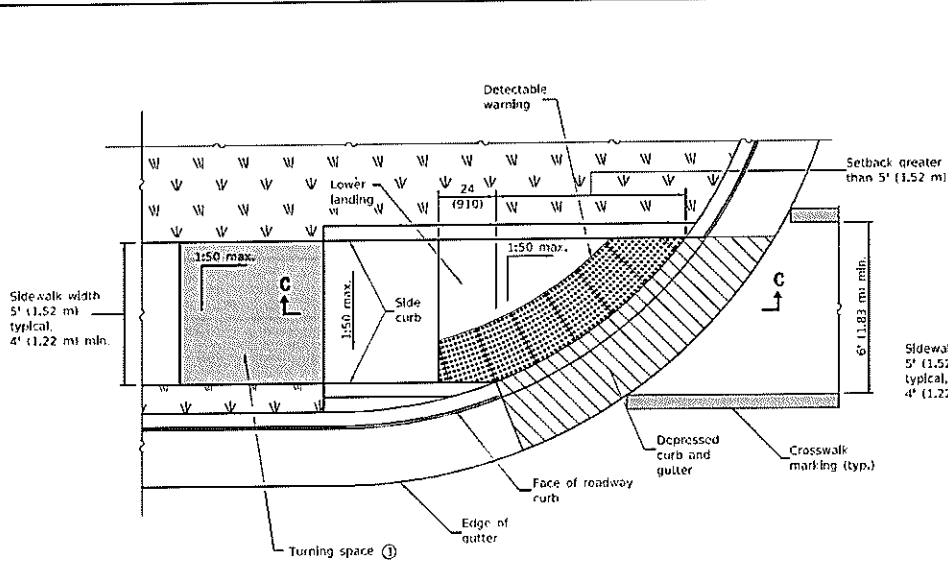 Detectable
warning
Setback greater
than 5' (1.52 m)
Lower
landing
24
(910)
1:50 max.
1:50 max.
1:50 max.
C
C
Side
curb
Sidewalk width
5' (1.52 m)
typical,
4' (1.22 m) min.
6' (1.83 m) min.
Sidewal
5' (1.52
typical,
4' (1.22
Depressed
curb and
gutter
Crosswalk
marking (typ.)
Face of roadway
curb
Edge of
gutter
Turning space ①